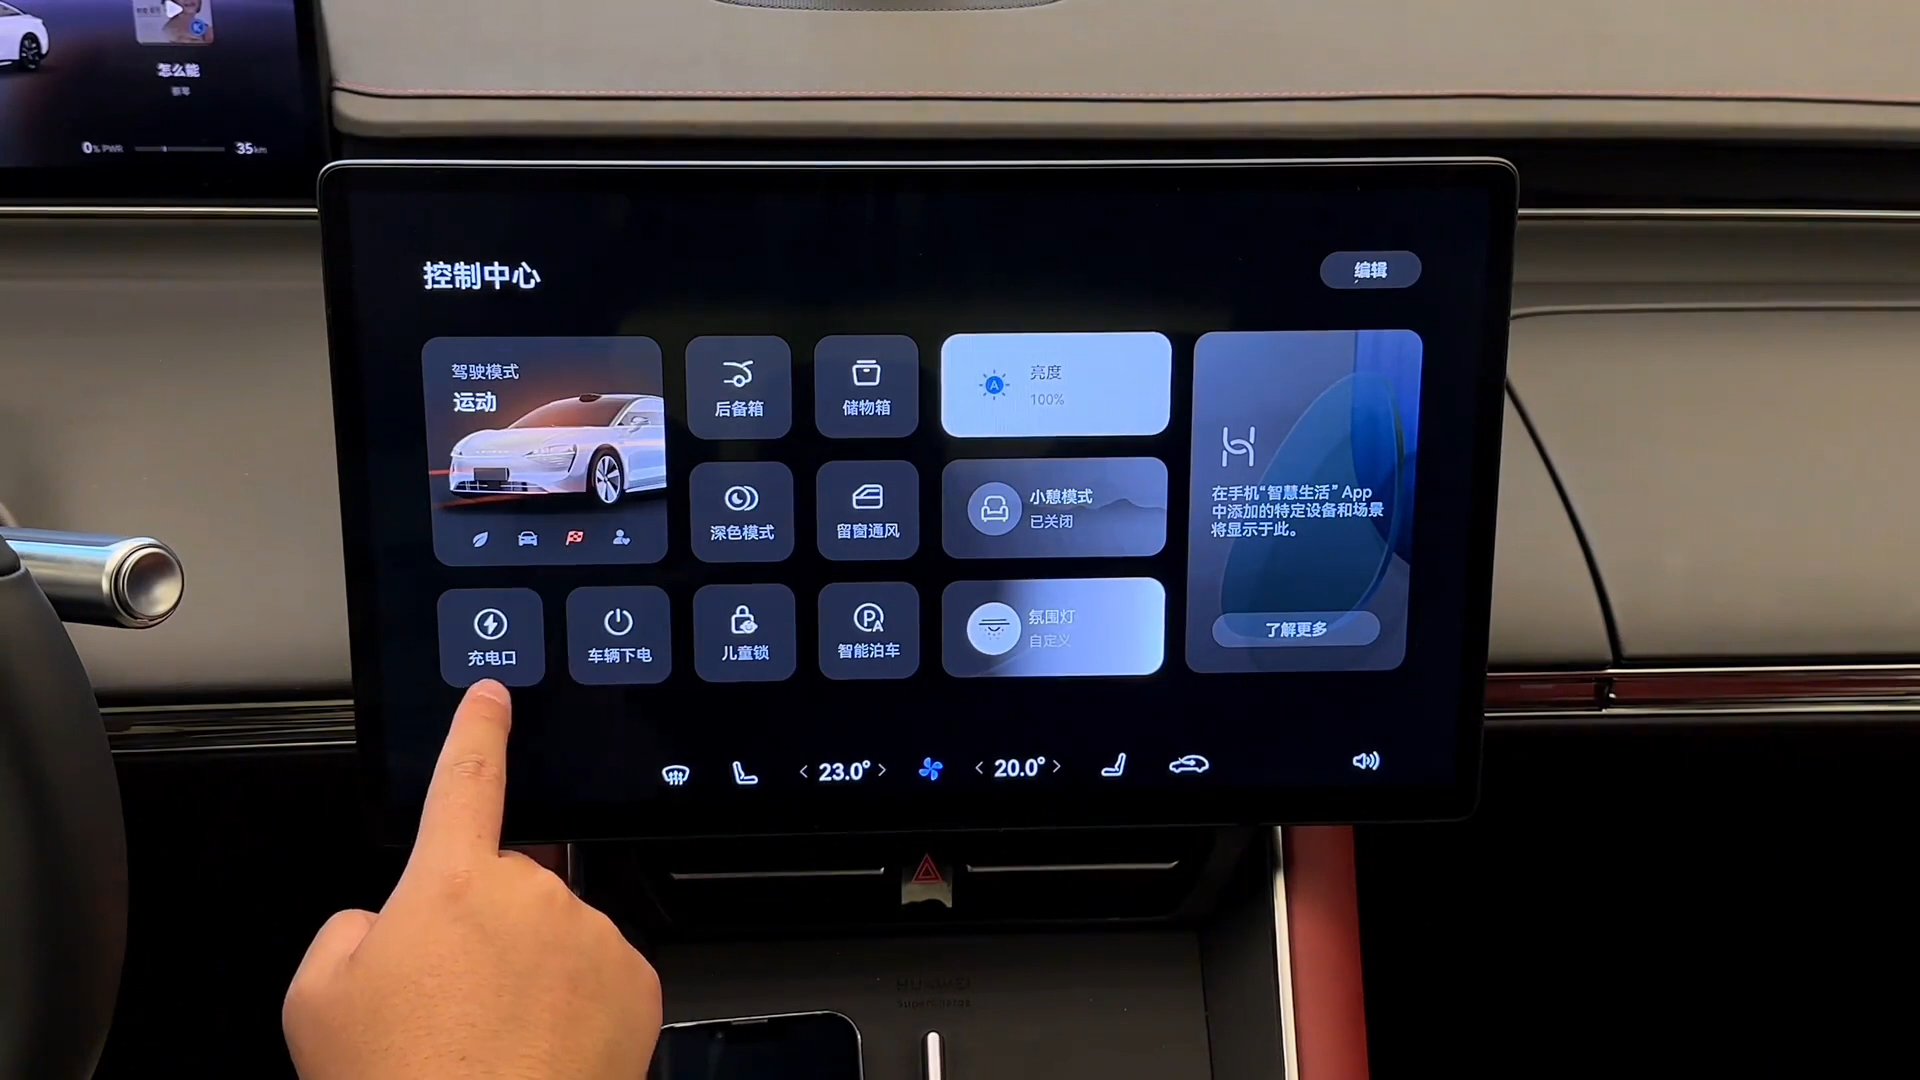 怎么能
蔡琴
0% PWR
35km
控制中心
编辑
驾驶模式
运动
后备箱
储物箱
亮度
100%
深色模式
留窗通风
小憩模式
已关闭
在手机“智慧生活”App
中添加的特定设备和场景
将显示于此。
了解更多
充电口
车辆下电
儿童锁
智能泊车
氛围灯
自定义
23.0°
20.0°
HUAWEI
SuperCharge